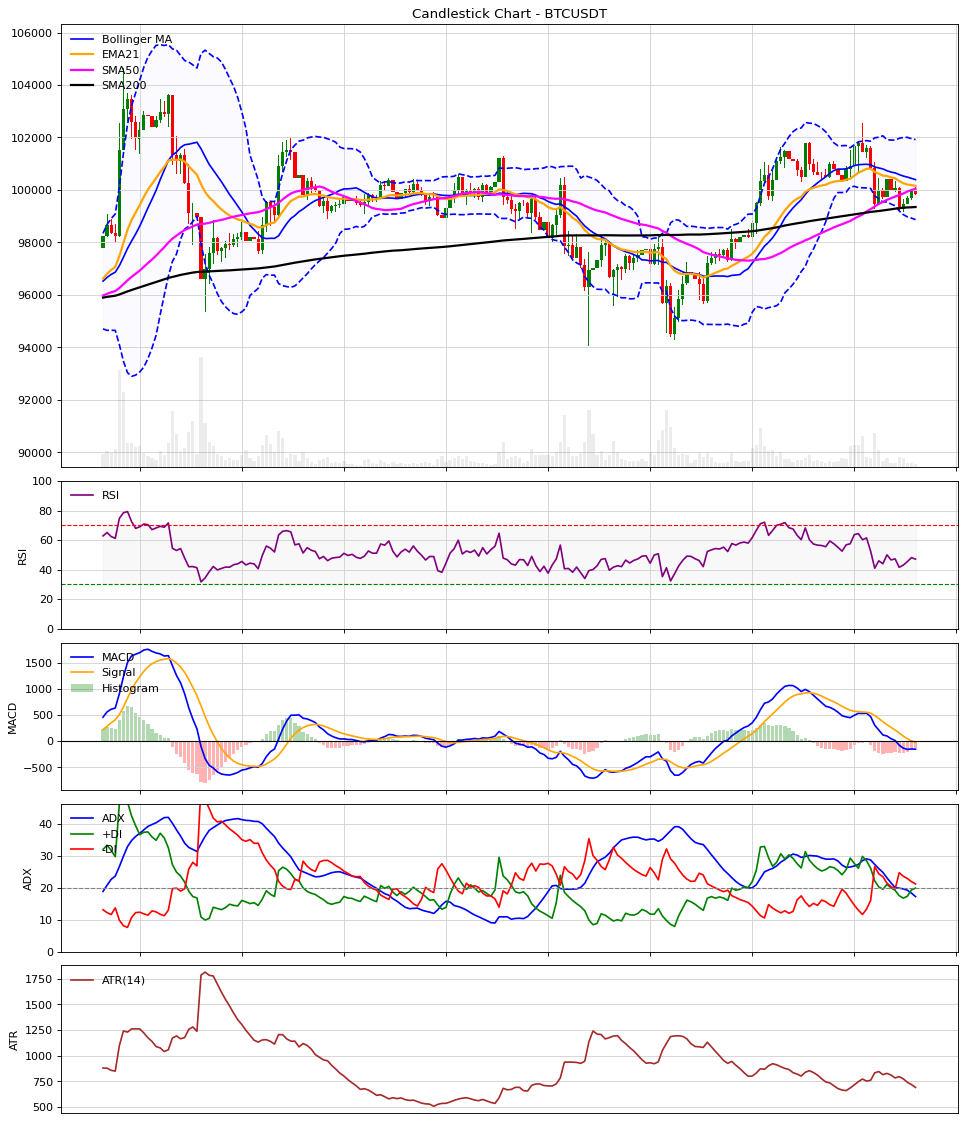 Candlestick Chart - BTCUSDT
106000
104000
102000
100000
98000
96000
94000
92000
90000
Bollinger MA
EMA21
SMA50
SMA200
100
80
60
40
20
0
RSI
RSI
1500
1000
500
0
−500
MACD
MACD
Signal
Histogram
40
30
20
10
0
ADX
ADX
+DI
-DI
1750
1500
1250
1000
750
500
ATR
ATR(14)